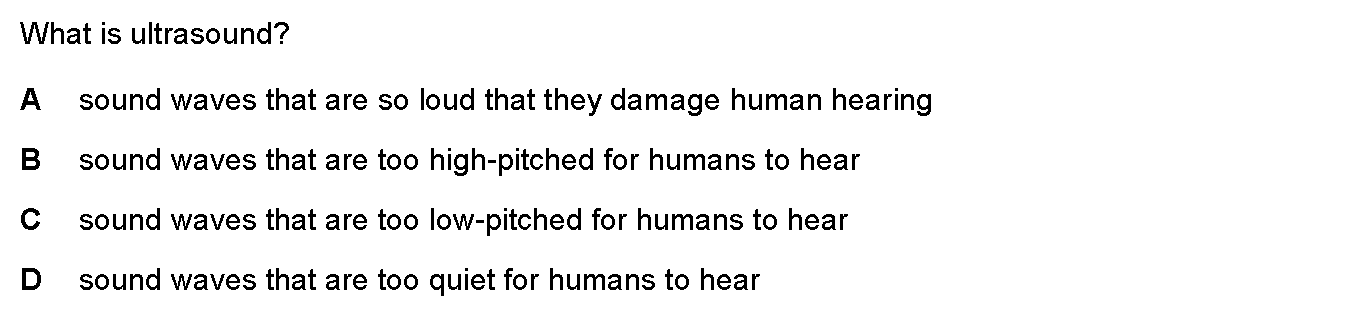 What is ultrasound?
A sound waves that are so loud that they damage human hearing
B sound waves that are too high-pitched for humans to hear
C sound waves that are too low-pitched for humans to hear
D sound waves that are too quiet for humans to hear